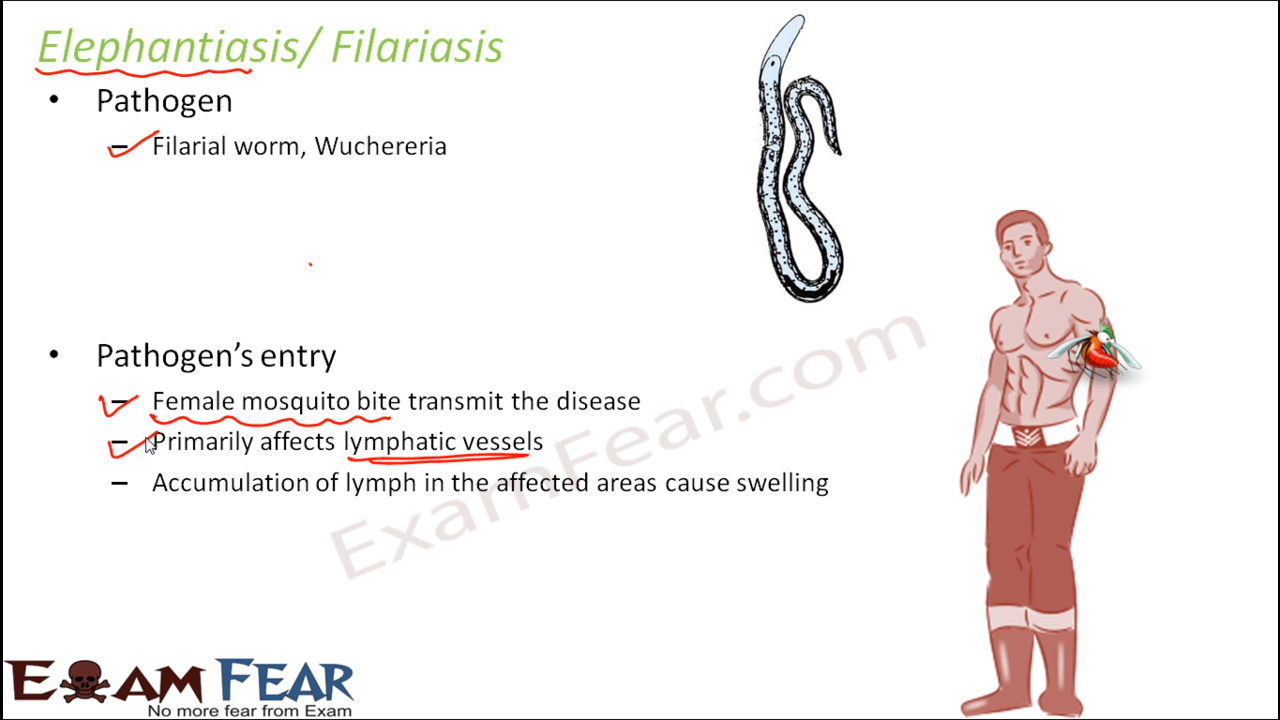 Elephantiasis/ Filariasis
• Pathogen
– Filarial worm, Wuchereria
• Pathogen's entry
– Female mosquito bite transmit the disease
– Primarily affects lymphatic vessels
– Accumulation of lymph in the affected areas cause swelling
ExamFear.com
EXAM FEAR
No more fear from Exam